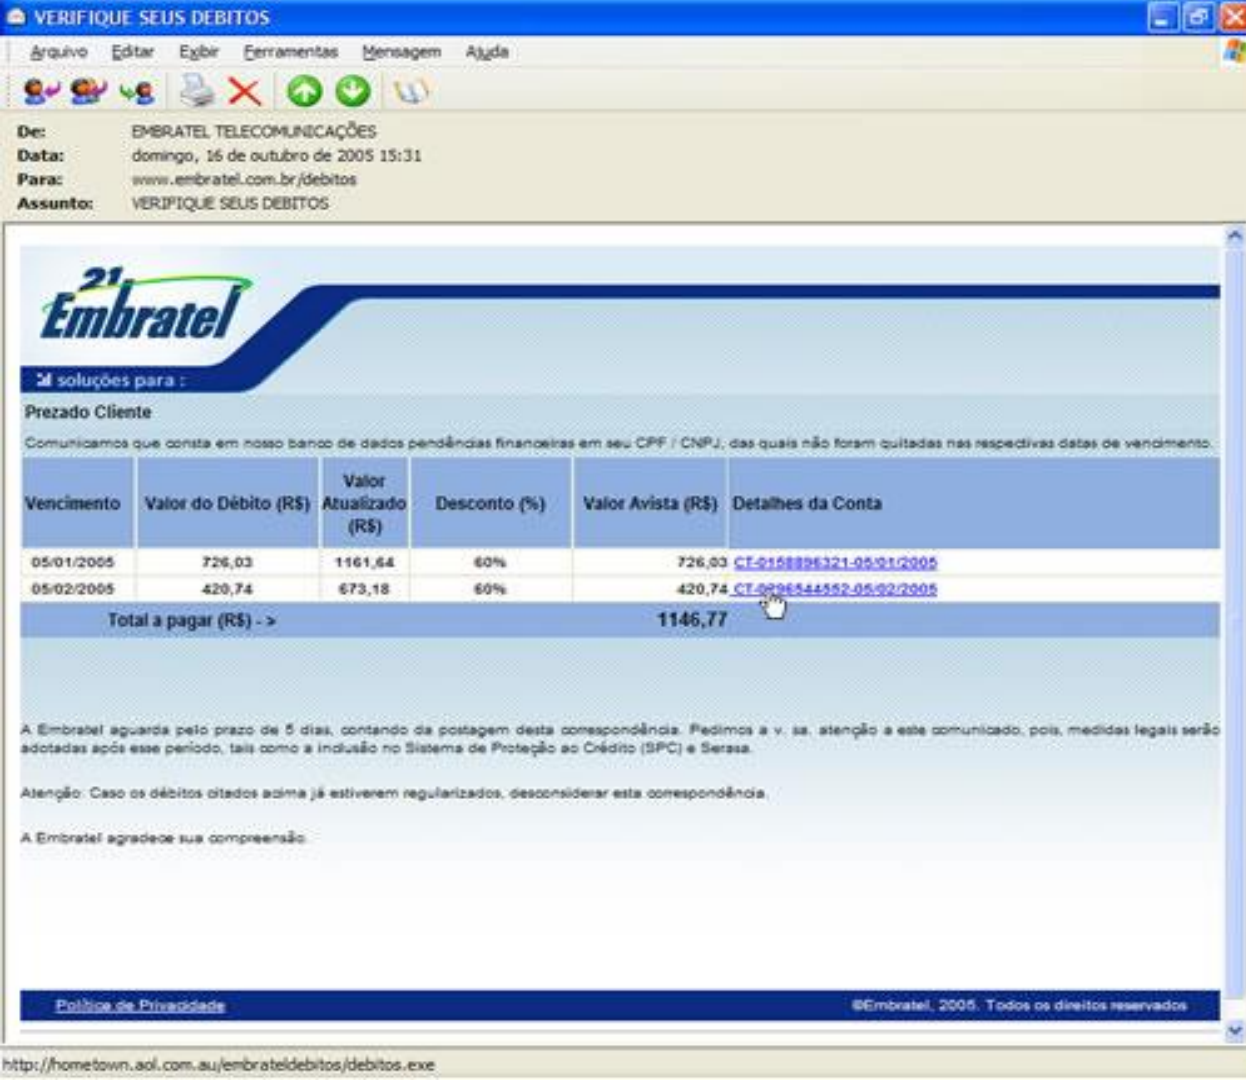 VERIFIQUE SEUS DEBITOS
Arquivo Editar Exibir Ferramentas Mensagem Ajuda
De: EMBRATEL TELECOMUNICAÇÕES
Data: domingo, 16 de outubro de 2005 15:31
Para: www.embratel.com.br/debitos
Assunto: VERIFIQUE SEUS DEBITOS
21
Embratel
soluções para :
Prezado Cliente
Comunicamos que consta em nosso banco de dados pendências financeiras em seu CPF / CNPJ, das quais não foram quitadas nas respectivas datas de vencimento.
Vencimento Valor do Débito (R$) Valor Atualizado (R$) Desconto (%) Valor Avista (R$) Detalhes da Conta
05/01/2005 726,03 1161,64 60% 726,03 CT-0158896321-05/01/2005
05/02/2005 420,74 673,18 60% 420,74 CT-0296544552-05/02/2005
Total a pagar (R$) - > 1146,77
A Embratel aguarda pelo prazo de 5 dias, contando da postagem desta correspondência. Pedimos a v. sa. atenção a este comunicado, pois, medidas legais serão
adotadas após esse período, tais como a inclusão no Sistema de Proteção ao Crédito (SPC) e Serasa.
Atenção: Caso os débitos citados acima já estiverem regularizados, desconsiderar esta correspondência.
A Embratel agradece sua compreensão.
Política de Privacidade ©Embratel, 2005. Todos os direitos reservados
http://hometown.aol.com.au/embrateldebitos/debitos.exe